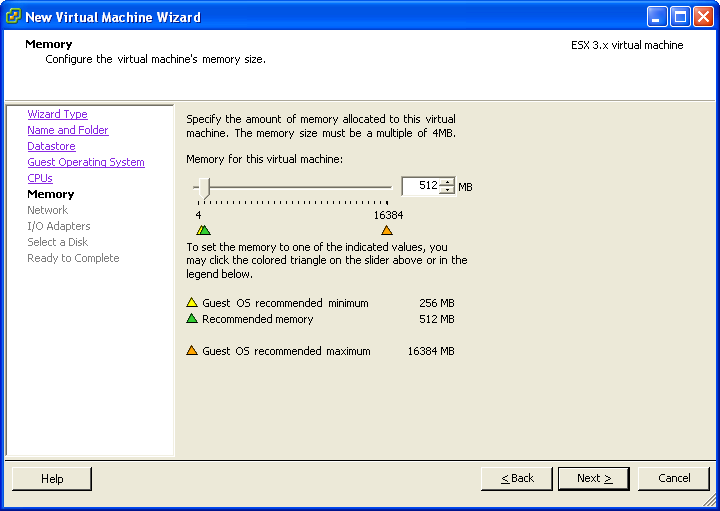 New Virtual Machine Wizard
Memory
Configure the virtual machine's memory size.
ESX 3.x virtual machine
Wizard Type
Name and Folder
Datastore
Guest Operating System
CPUs
Memory
Network
I/O Adapters
Select a Disk
Ready to Complete
Specify the amount of memory allocated to this virtual
machine. The memory size must be a multiple of 4MB.
Memory for this virtual machine:
512 MB
4 16384
To set the memory to one of the indicated values, you
may click the colored triangle on the slider above or in the
legend below.
Guest OS recommended minimum 256 MB
Recommended memory 512 MB
Guest OS recommended maximum 16384 MB
Help
< Back
Next >
Cancel